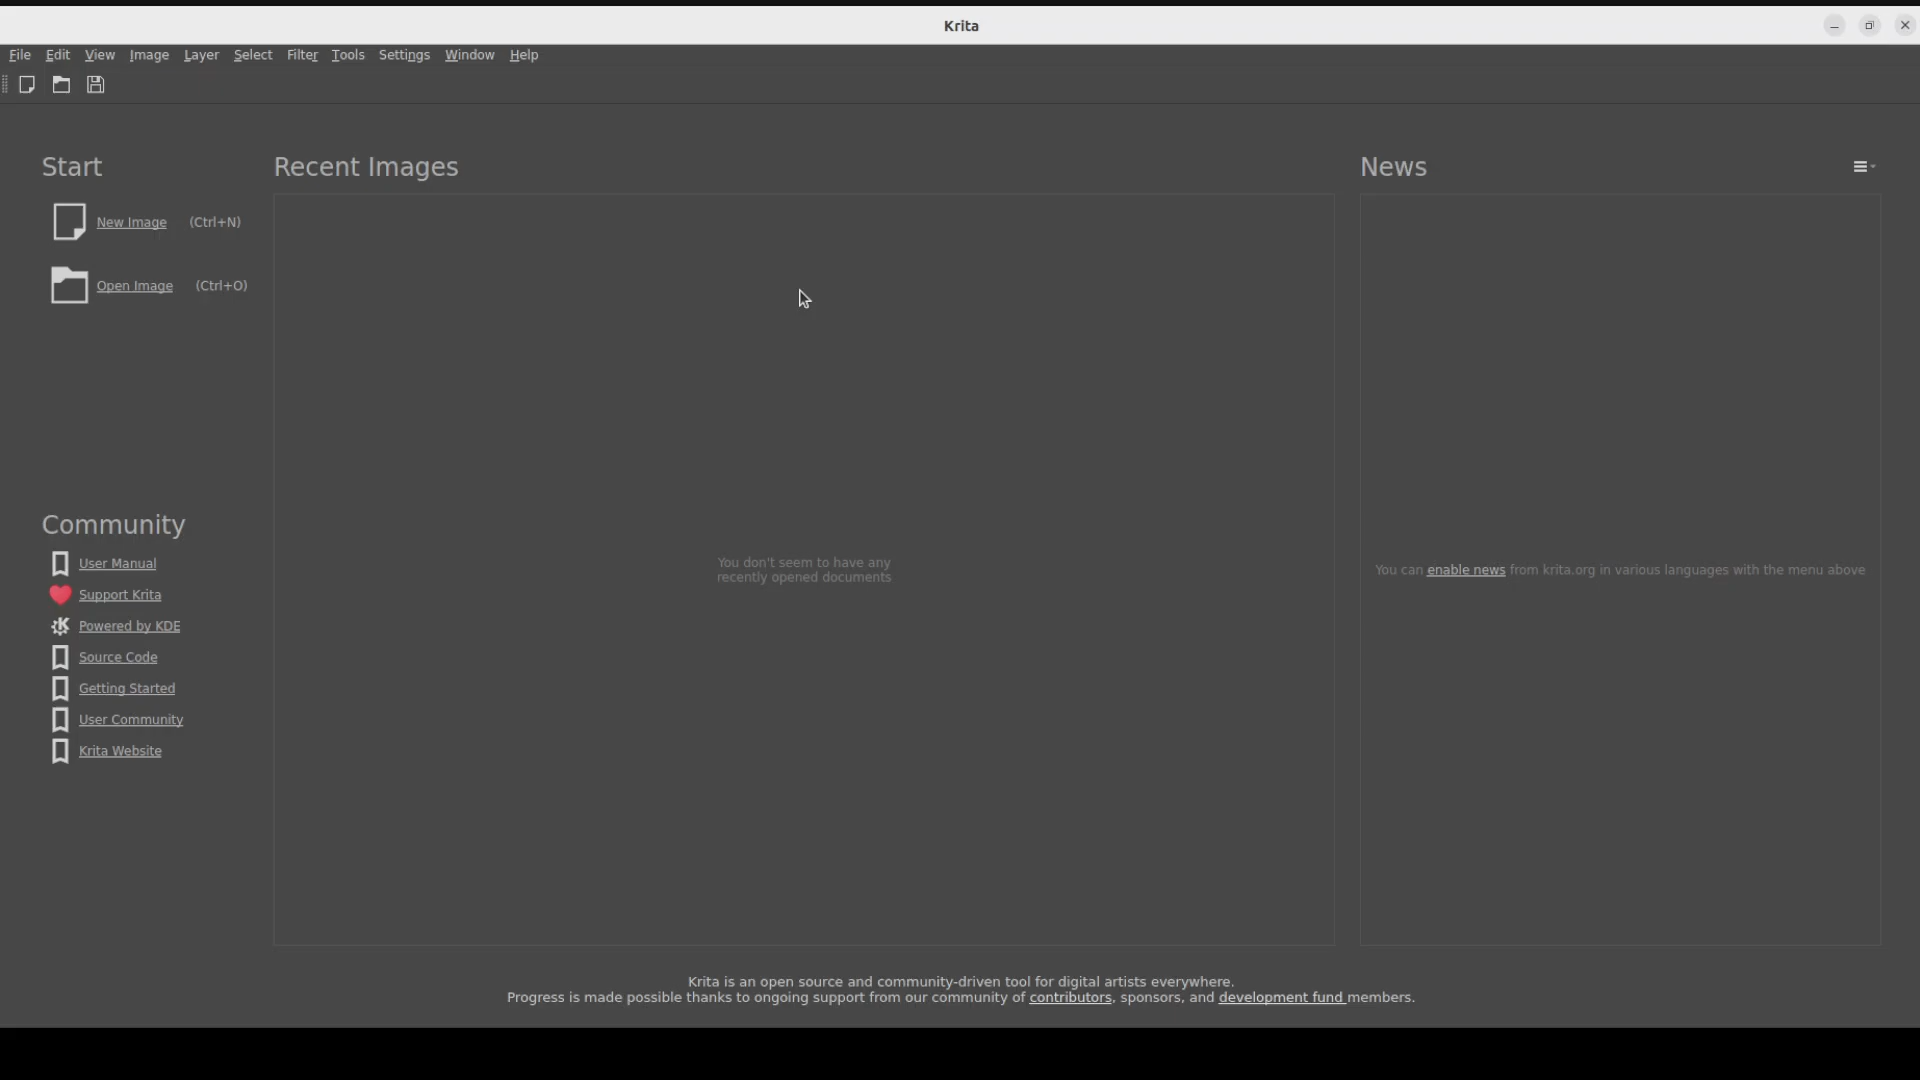 Krita
File Edit View Image Layer Select Filter Tools Settings Window Help
Start
New Image (Ctrl+N)
Open Image (Ctrl+O)
Community
User Manual
Support Krita
Powered by KDE
Source Code
Getting Started
User Community
Krita Website
Recent Images
You don't seem to have any
recently opened documents
News
You can enable news from krita.org in various languages with the menu above
Krita is an open source and community-driven tool for digital artists everywhere.
Progress is made possible thanks to ongoing support from our community of contributors, sponsors, and development fund members.